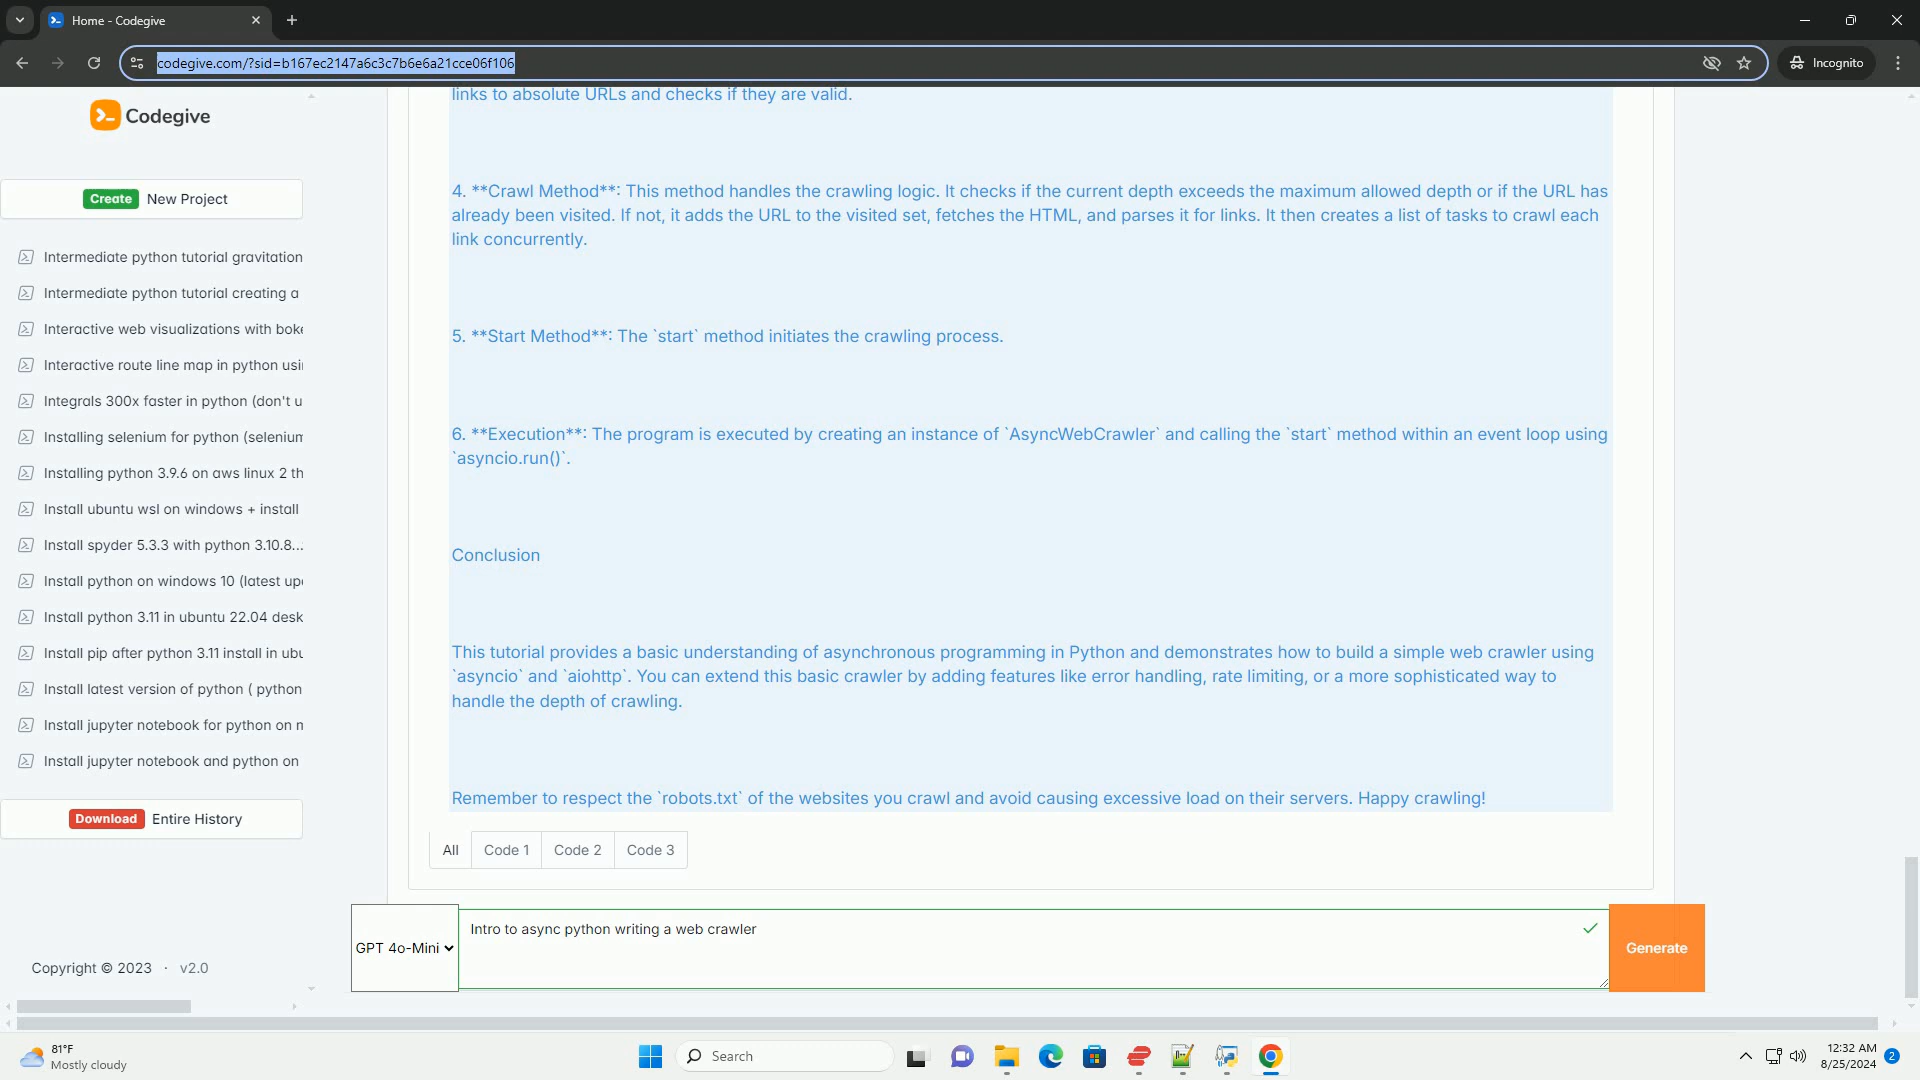 Home - Codegive
codegive.com/?sid=b167ec2147a6c3c7b6e6a21cce06f106
Incognito
Codegive
Create New Project
Intermediate python tutorial gravitation
Intermediate python tutorial creating a
Interactive web visualizations with boke
Interactive route line map in python usi
Integrals 300x faster in python (don't u
Installing selenium for python (seleniun
Installing python 3.9.6 on aws linux 2 th
Install ubuntu wsl on windows + install
Install spyder 5.3.3 with python 3.10.8...
Install python on windows 10 (latest upd
Install python 3.11 in ubuntu 22.04 desk
Install pip after python 3.11 install in ubu
Install latest version of python ( python
Install jupyter notebook for python on m
Install jupyter notebook and python on
Download Entire History
Copyright © 2023 · v2.0
links to absolute URLs and checks if they are valid.
4. **Crawl Method**: This method handles the crawling logic. It checks if the current depth exceeds the maximum allowed depth or if the URL has
already been visited. If not, it adds the URL to the visited set, fetches the HTML, and parses it for links. It then creates a list of tasks to crawl each
link concurrently.
5. **Start Method**: The `start` method initiates the crawling process.
6. **Execution**: The program is executed by creating an instance of `AsyncWebCrawler` and calling the `start` method within an event loop using
`asyncio.run()`.
Conclusion
This tutorial provides a basic understanding of asynchronous programming in Python and demonstrates how to build a simple web crawler using
`asyncio` and `aiohttp`. You can extend this basic crawler by adding features like error handling, rate limiting, or a more sophisticated way to
handle the depth of crawling.
Remember to respect the `robots.txt` of the websites you crawl and avoid causing excessive load on their servers. Happy crawling!
All Code 1 Code 2 Code 3
GPT 4o-Mini
Intro to async python writing a web crawler
Generate
81°F
Mostly cloudy
Search
12:32 AM
8/25/2024
2